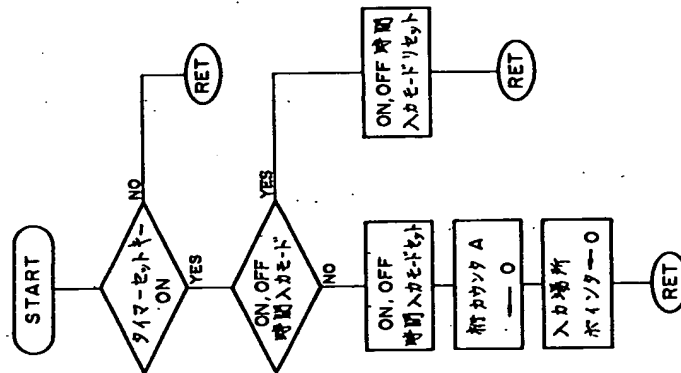 START
タイマーセットキー
ON
NO
RET
YES
ON, OFF
時間入力モード
YES
ON, OFF 時間
入力モードリセット
RET
NO
ON, OFF
時間入力モードセット
桁カウンタ A
← 0
入力場所
ポインタ ← 0
RET